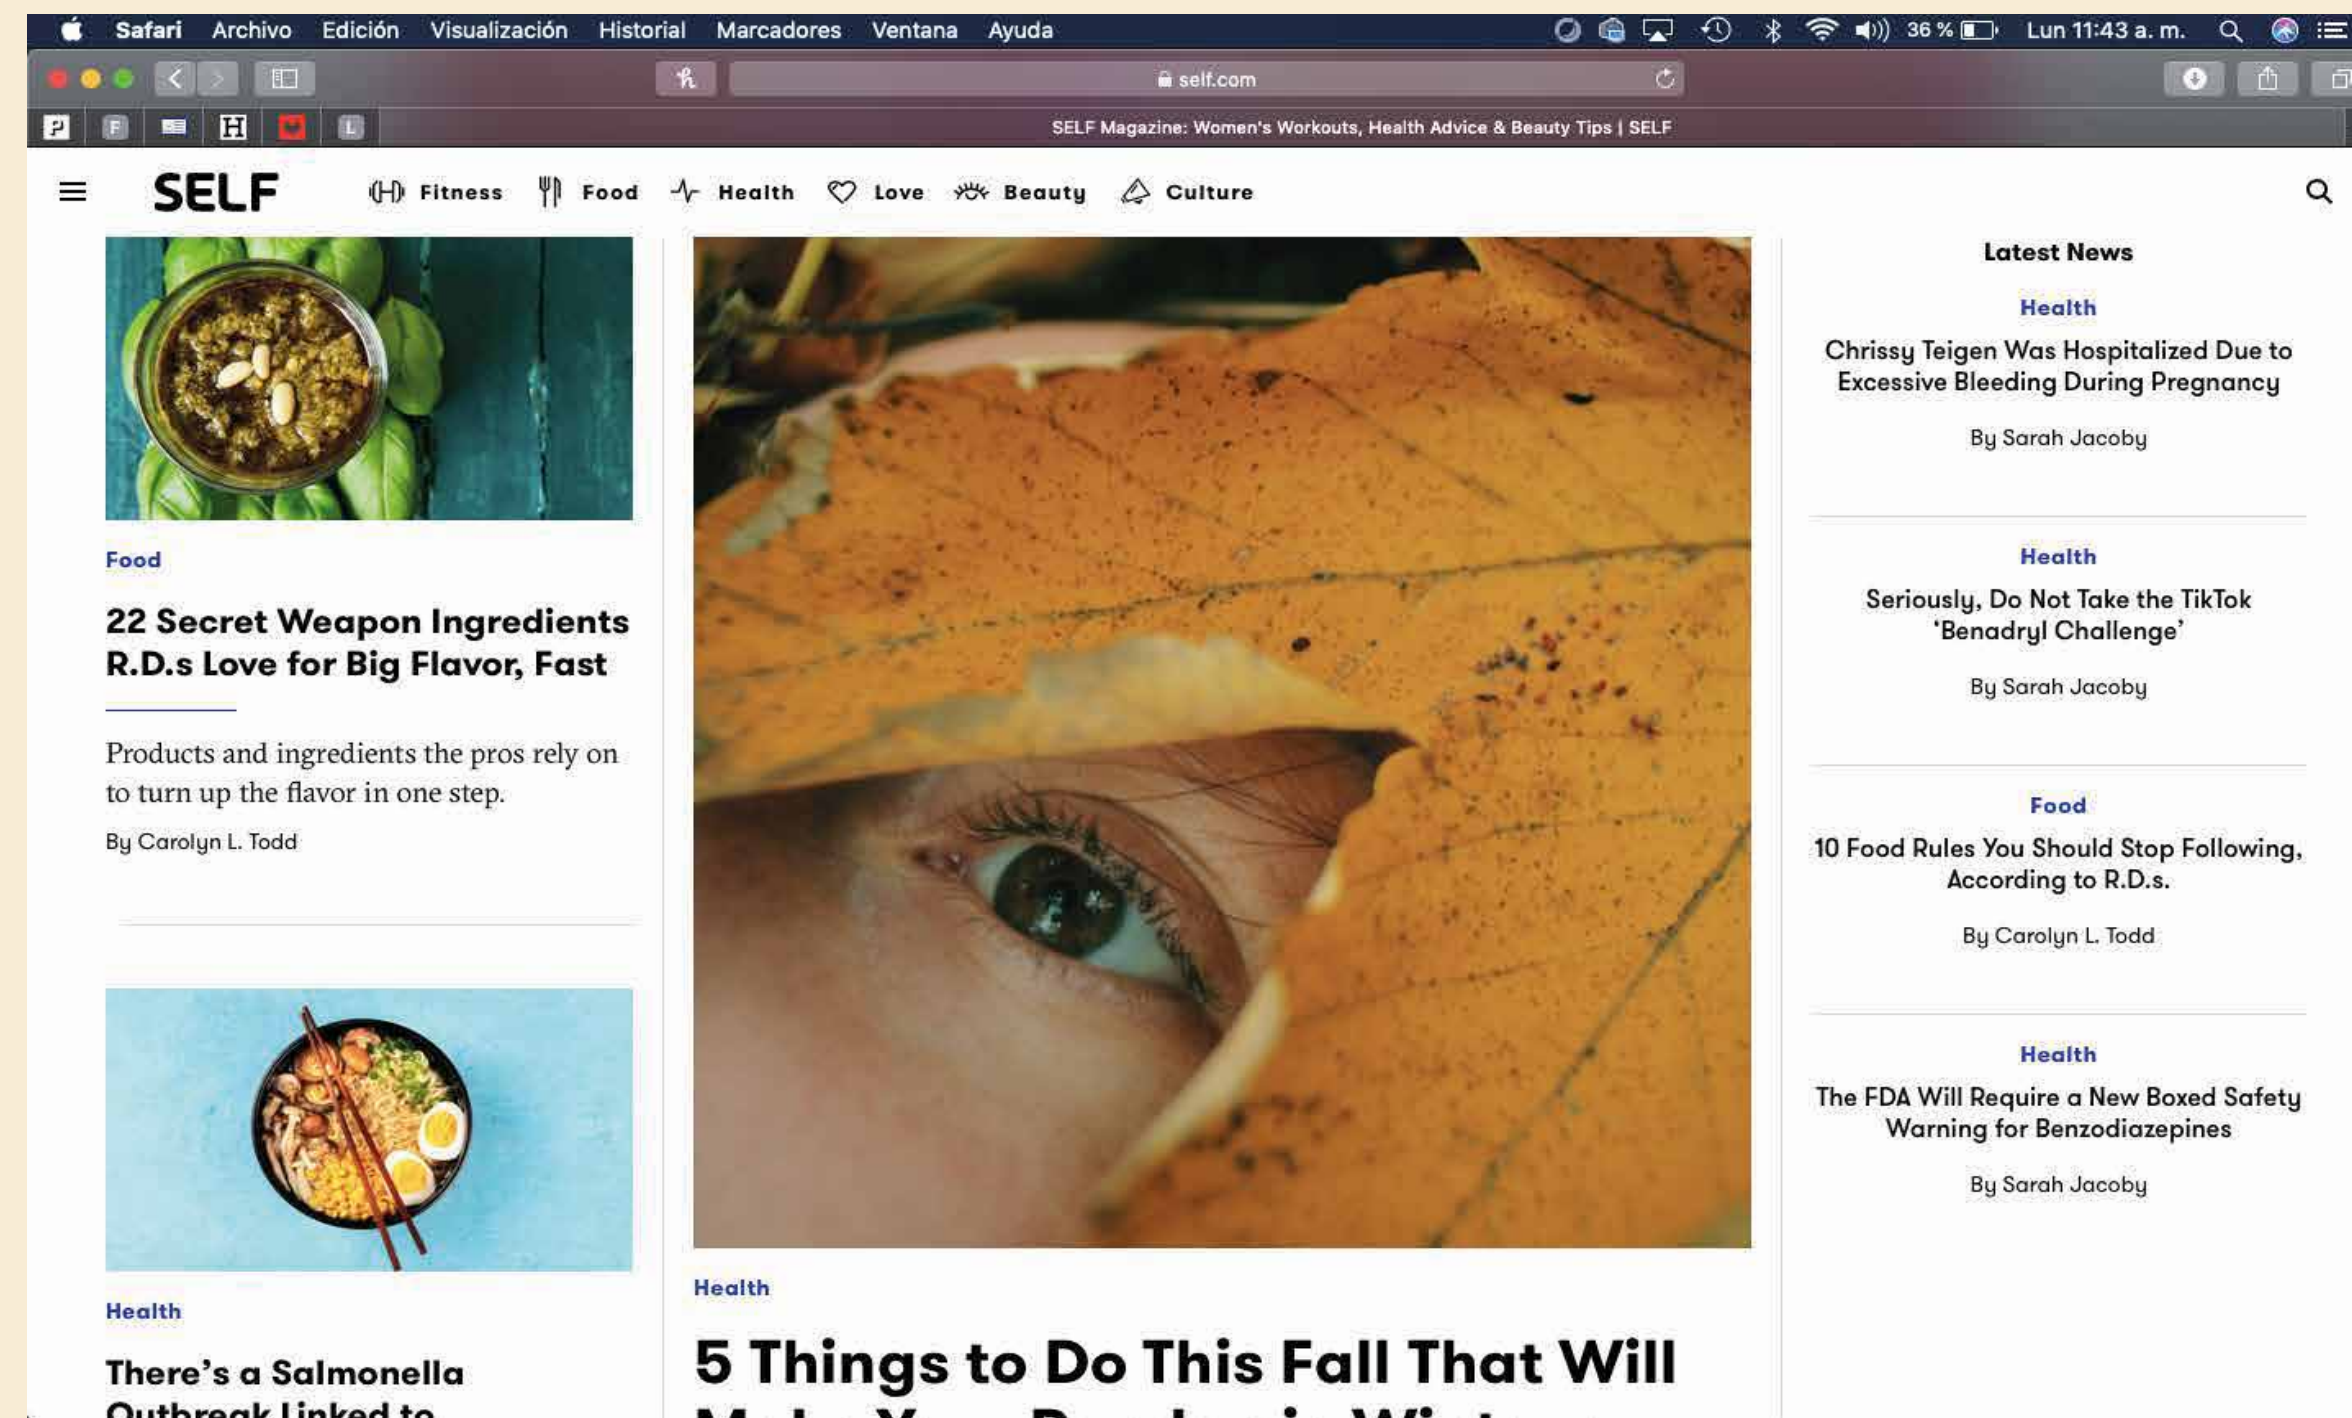 Safari Archivo Edición Visualización Historial Marcadores Ventana Ayuda 36 % Lun 11:43 a. m.
self.com
F H L SELF Magazine: Women's Workouts, Health Advice & Beauty Tips | SELF
SELF Fitness Food Health Love Beauty Culture
Food
22 Secret Weapon Ingredients
R.D.s Love for Big Flavor, Fast
Products and ingredients the pros rely on
to turn up the flavor in one step.
By Carolyn L. Todd
Health
There’s a Salmonella
Outbreak Linked to
Health
5 Things to Do This Fall That Will
Latest News
Health
Chrissy Teigen Was Hospitalized Due to
Excessive Bleeding During Pregnancy
By Sarah Jacoby
Health
Seriously, Do Not Take the TikTok
‘Benadryl Challenge’
By Sarah Jacoby
Food
10 Food Rules You Should Stop Following,
According to R.D.s.
By Carolyn L. Todd
Health
The FDA Will Require a New Boxed Safety
Warning for Benzodiazepines
By Sarah Jacoby